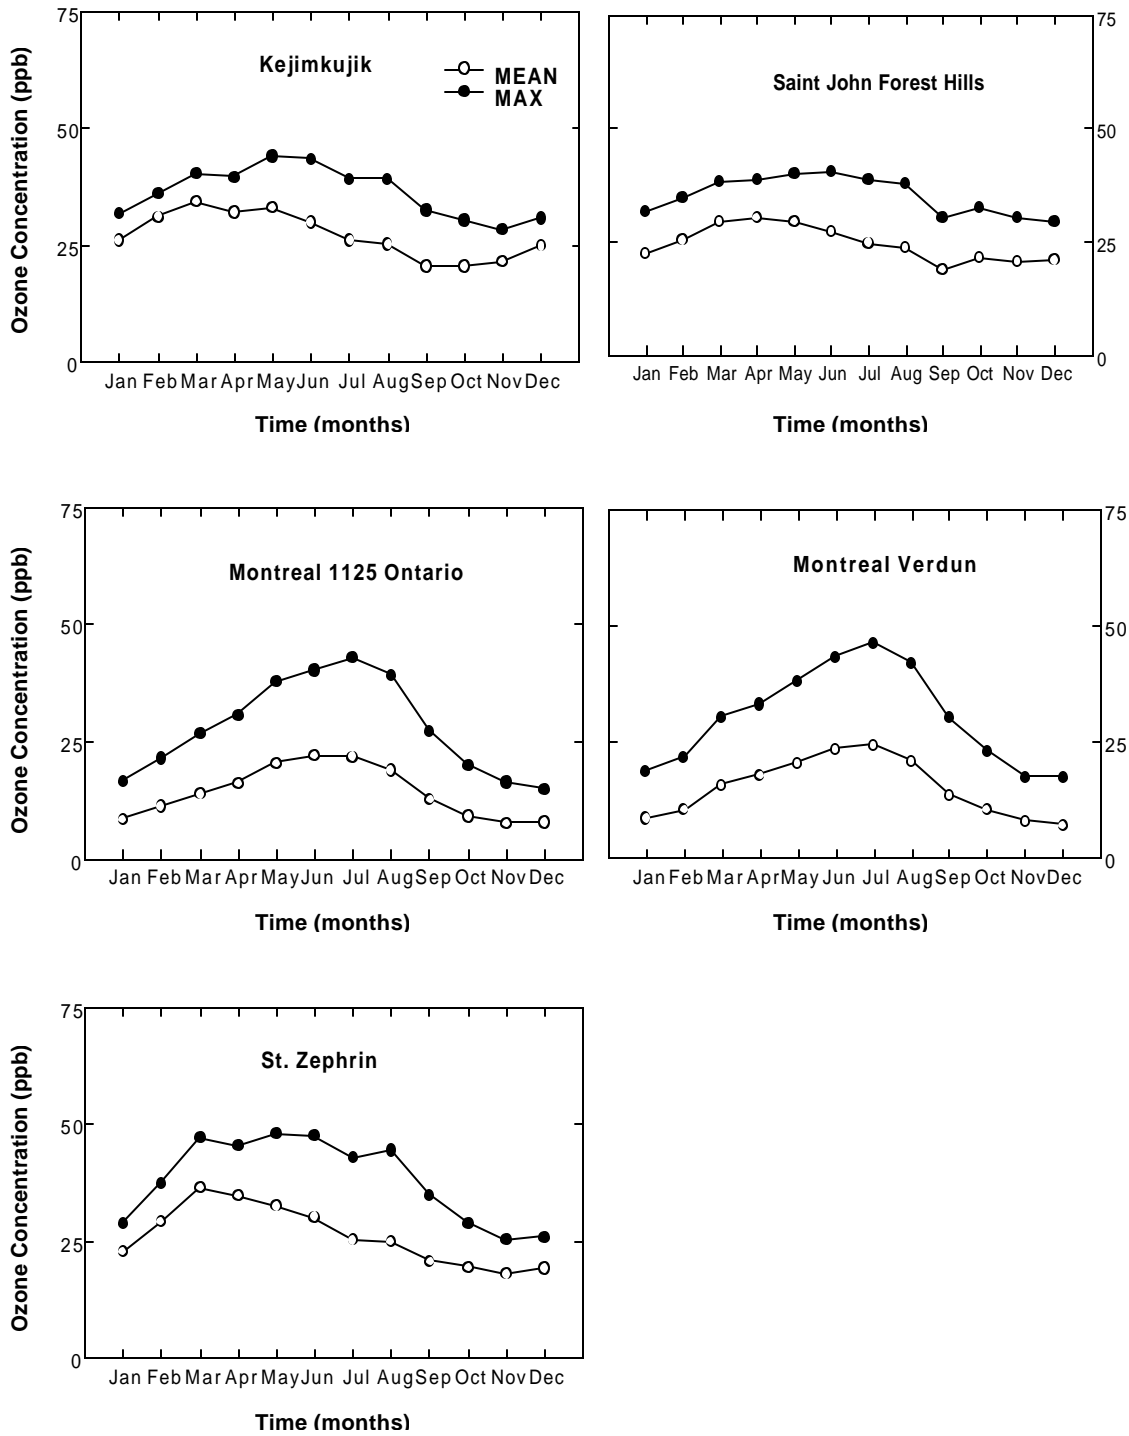 75
50
25
0
Ozone Concentration (ppb)
Kejimkujik
MEAN
MAX
Jan Feb Mar Apr May Jun Jul Aug Sep Oct Nov Dec
Time (months)
Saint John Forest Hills
75
50
25
0
Jan Feb Mar Apr May Jun Jul Aug Sep Oct Nov Dec
Time (months)
75
50
25
0
Ozone Concentration (ppb)
Montreal 1125 Ontario
Jan Feb Mar Apr May Jun Jul Aug Sep Oct Nov Dec
Time (months)
Montreal Verdun
75
50
25
0
Jan Feb Mar Apr May Jun Jul Aug Sep Oct Nov Dec
Time (months)
75
50
25
0
Ozone Concentration (ppb)
St. Zephrin
Jan Feb Mar Apr May Jun Jul Aug Sep Oct Nov Dec
Time (months)